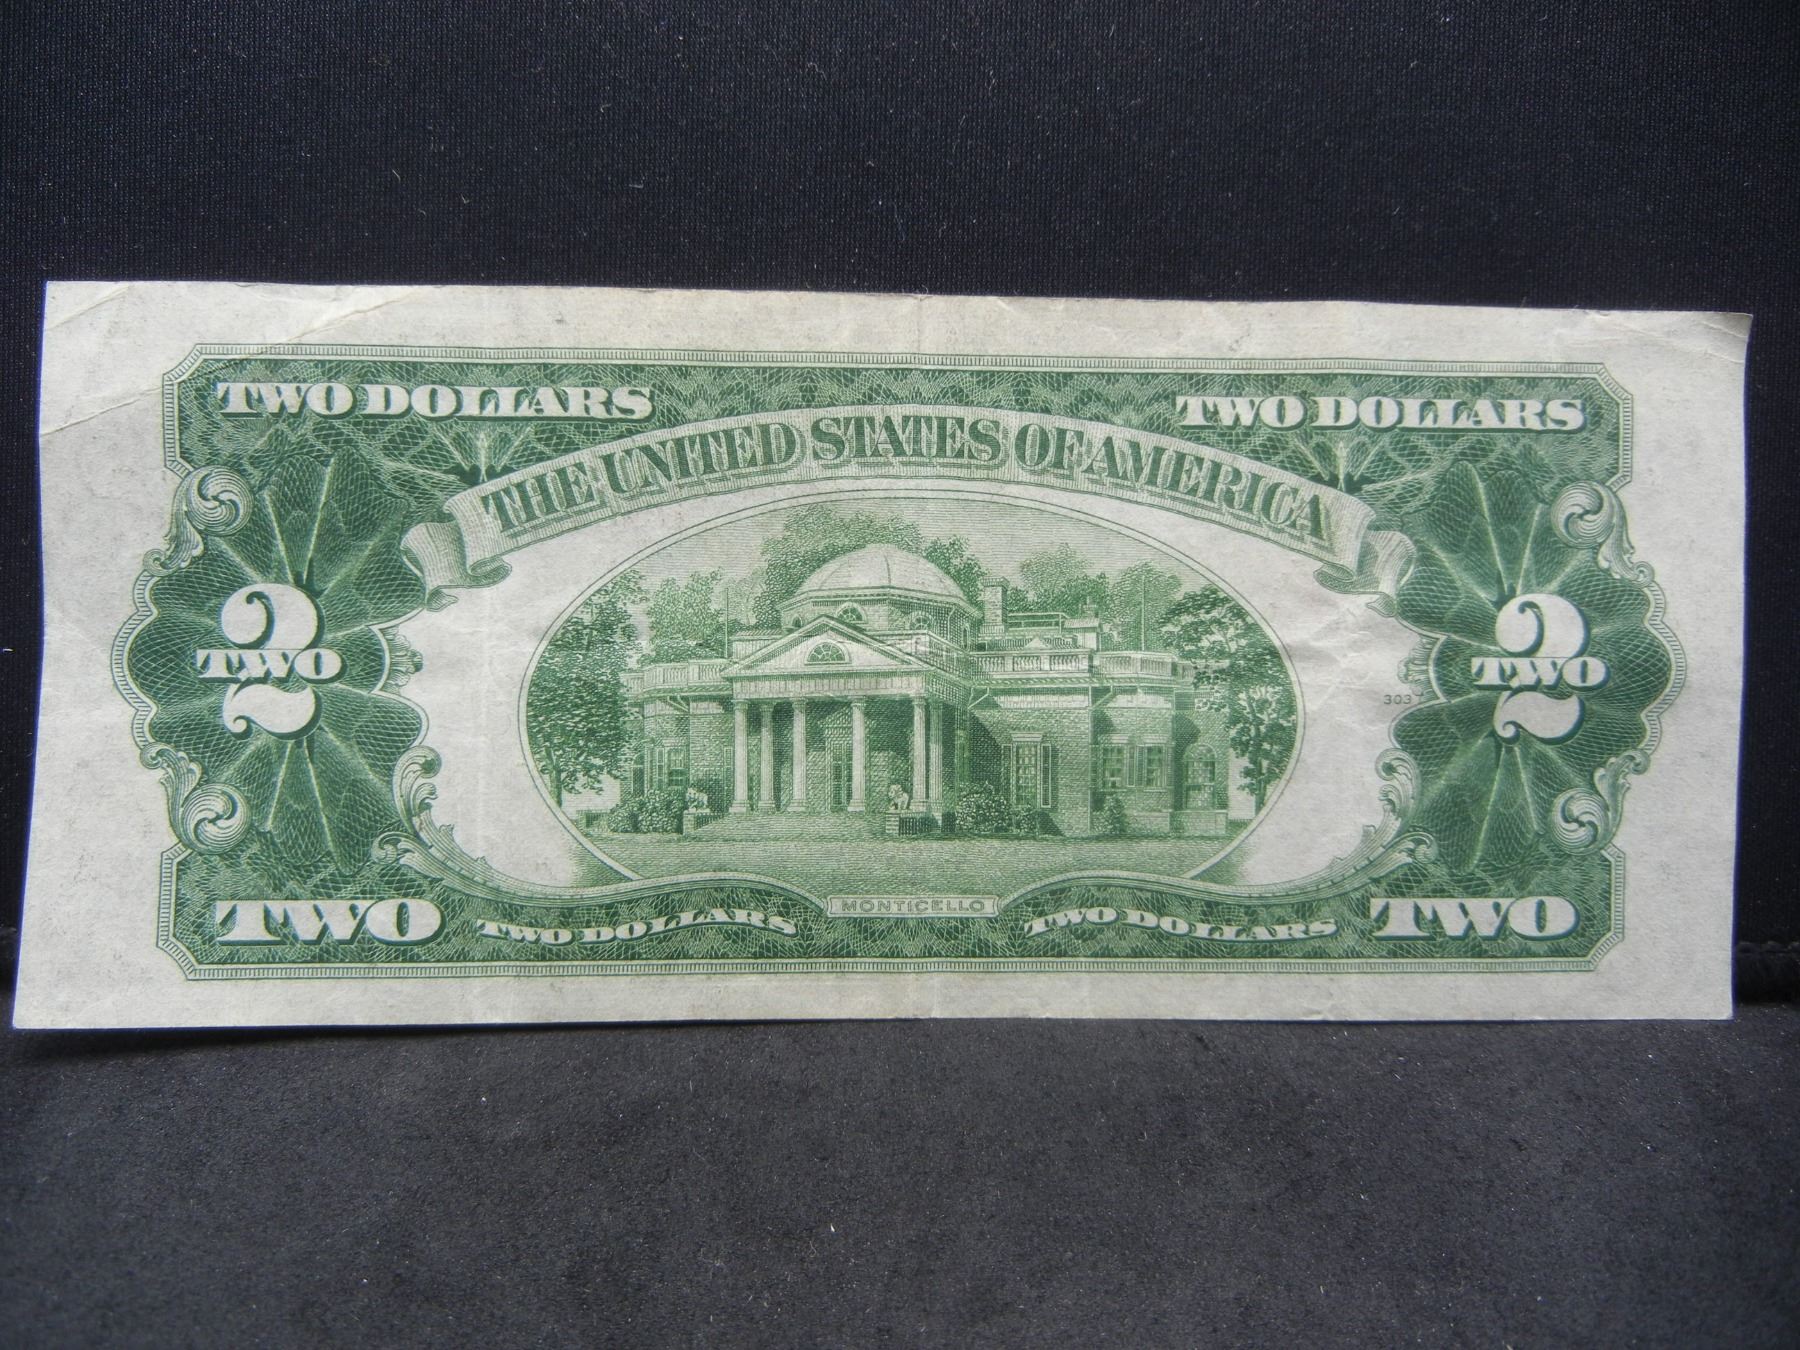 TWO DOLLARS
TWO DOLLARS
THE UNITED STATES OF AMERICA
2
TWO
2
TWO
303
MONTICELLO
TWO
TWO DOLLARS
TWO DOLLARS
TWO